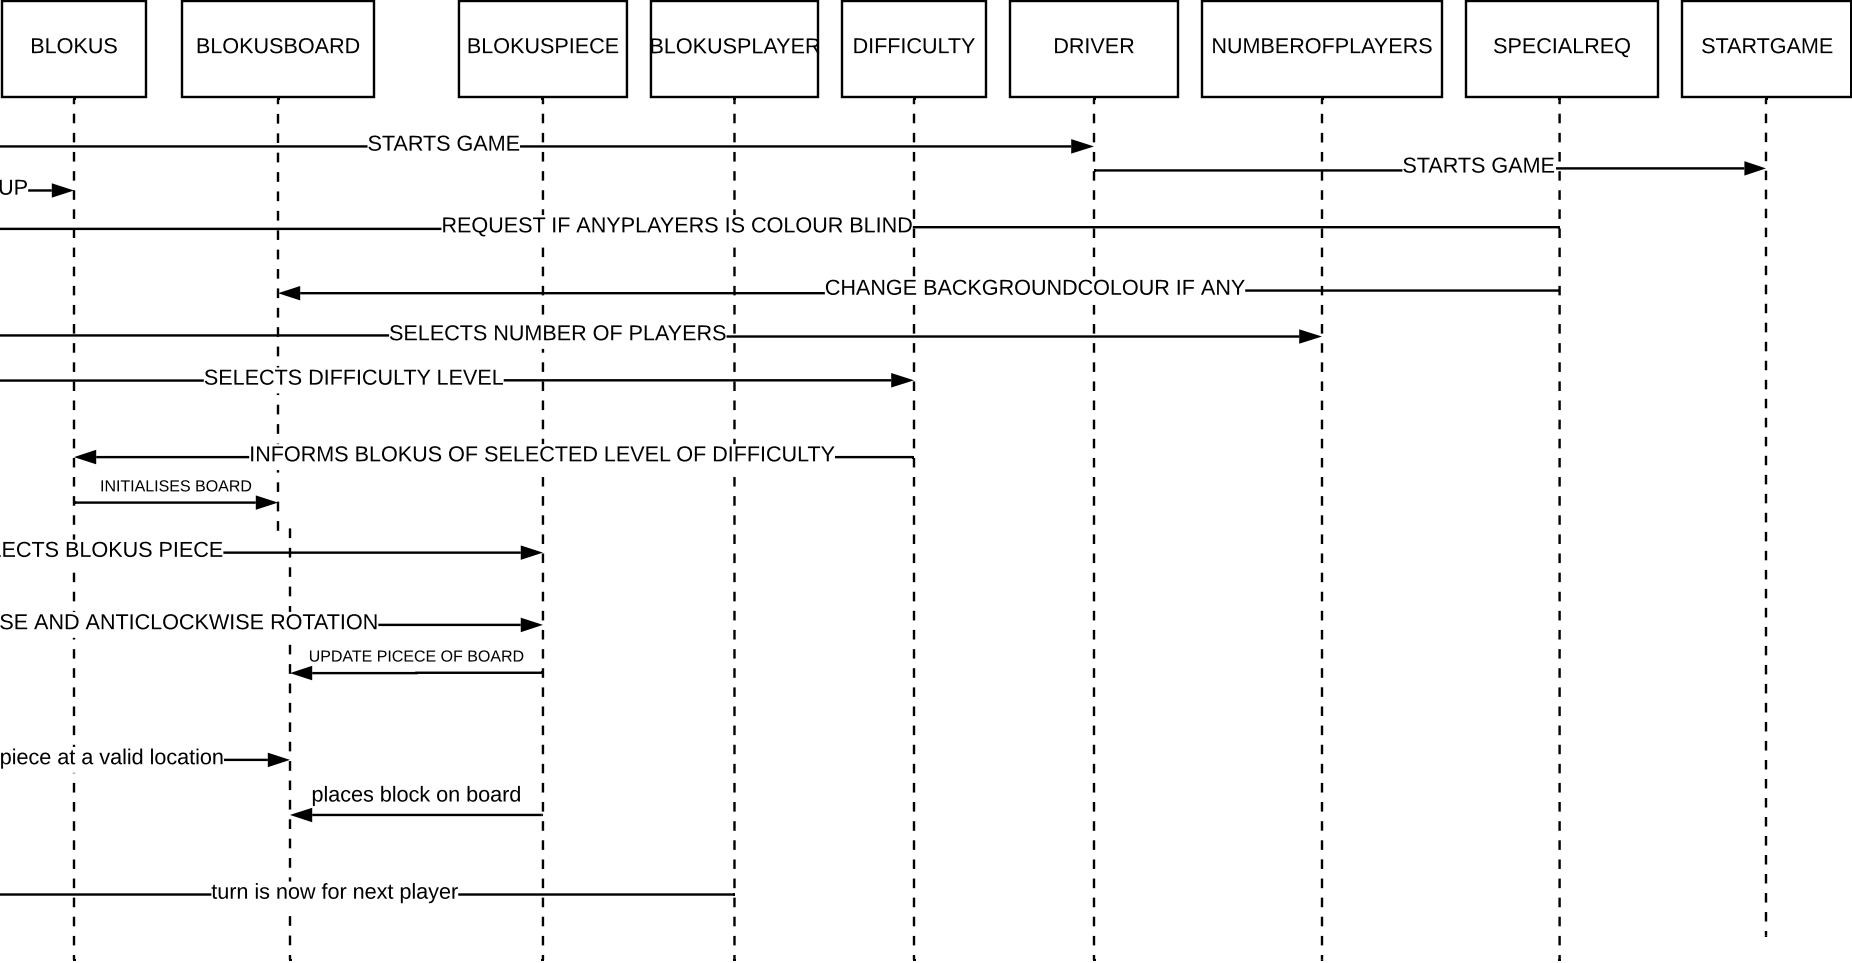 BLOKUS
BLOKUSBOARD
BLOKUSPIECE
BLOKUSPLAYER
DIFFICULTY
DRIVER
NUMBEROFPLAYERS
SPECIALREQ
STARTGAME
STARTS GAME
STARTS GAME
UP
REQUEST IF ANYPLAYERS IS COLOUR BLIND
CHANGE BACKGROUNDCOLOUR IF ANY
SELECTS NUMBER OF PLAYERS
SELECTS DIFFICULTY LEVEL
INFORMS BLOKUS OF SELECTED LEVEL OF DIFFICULTY
INITIALISES BOARD
LECTS BLOKUS PIECE
SE AND ANTICLOCKWISE ROTATION
UPDATE PICECE OF BOARD
piece at a valid location
places block on board
turn is now for next player